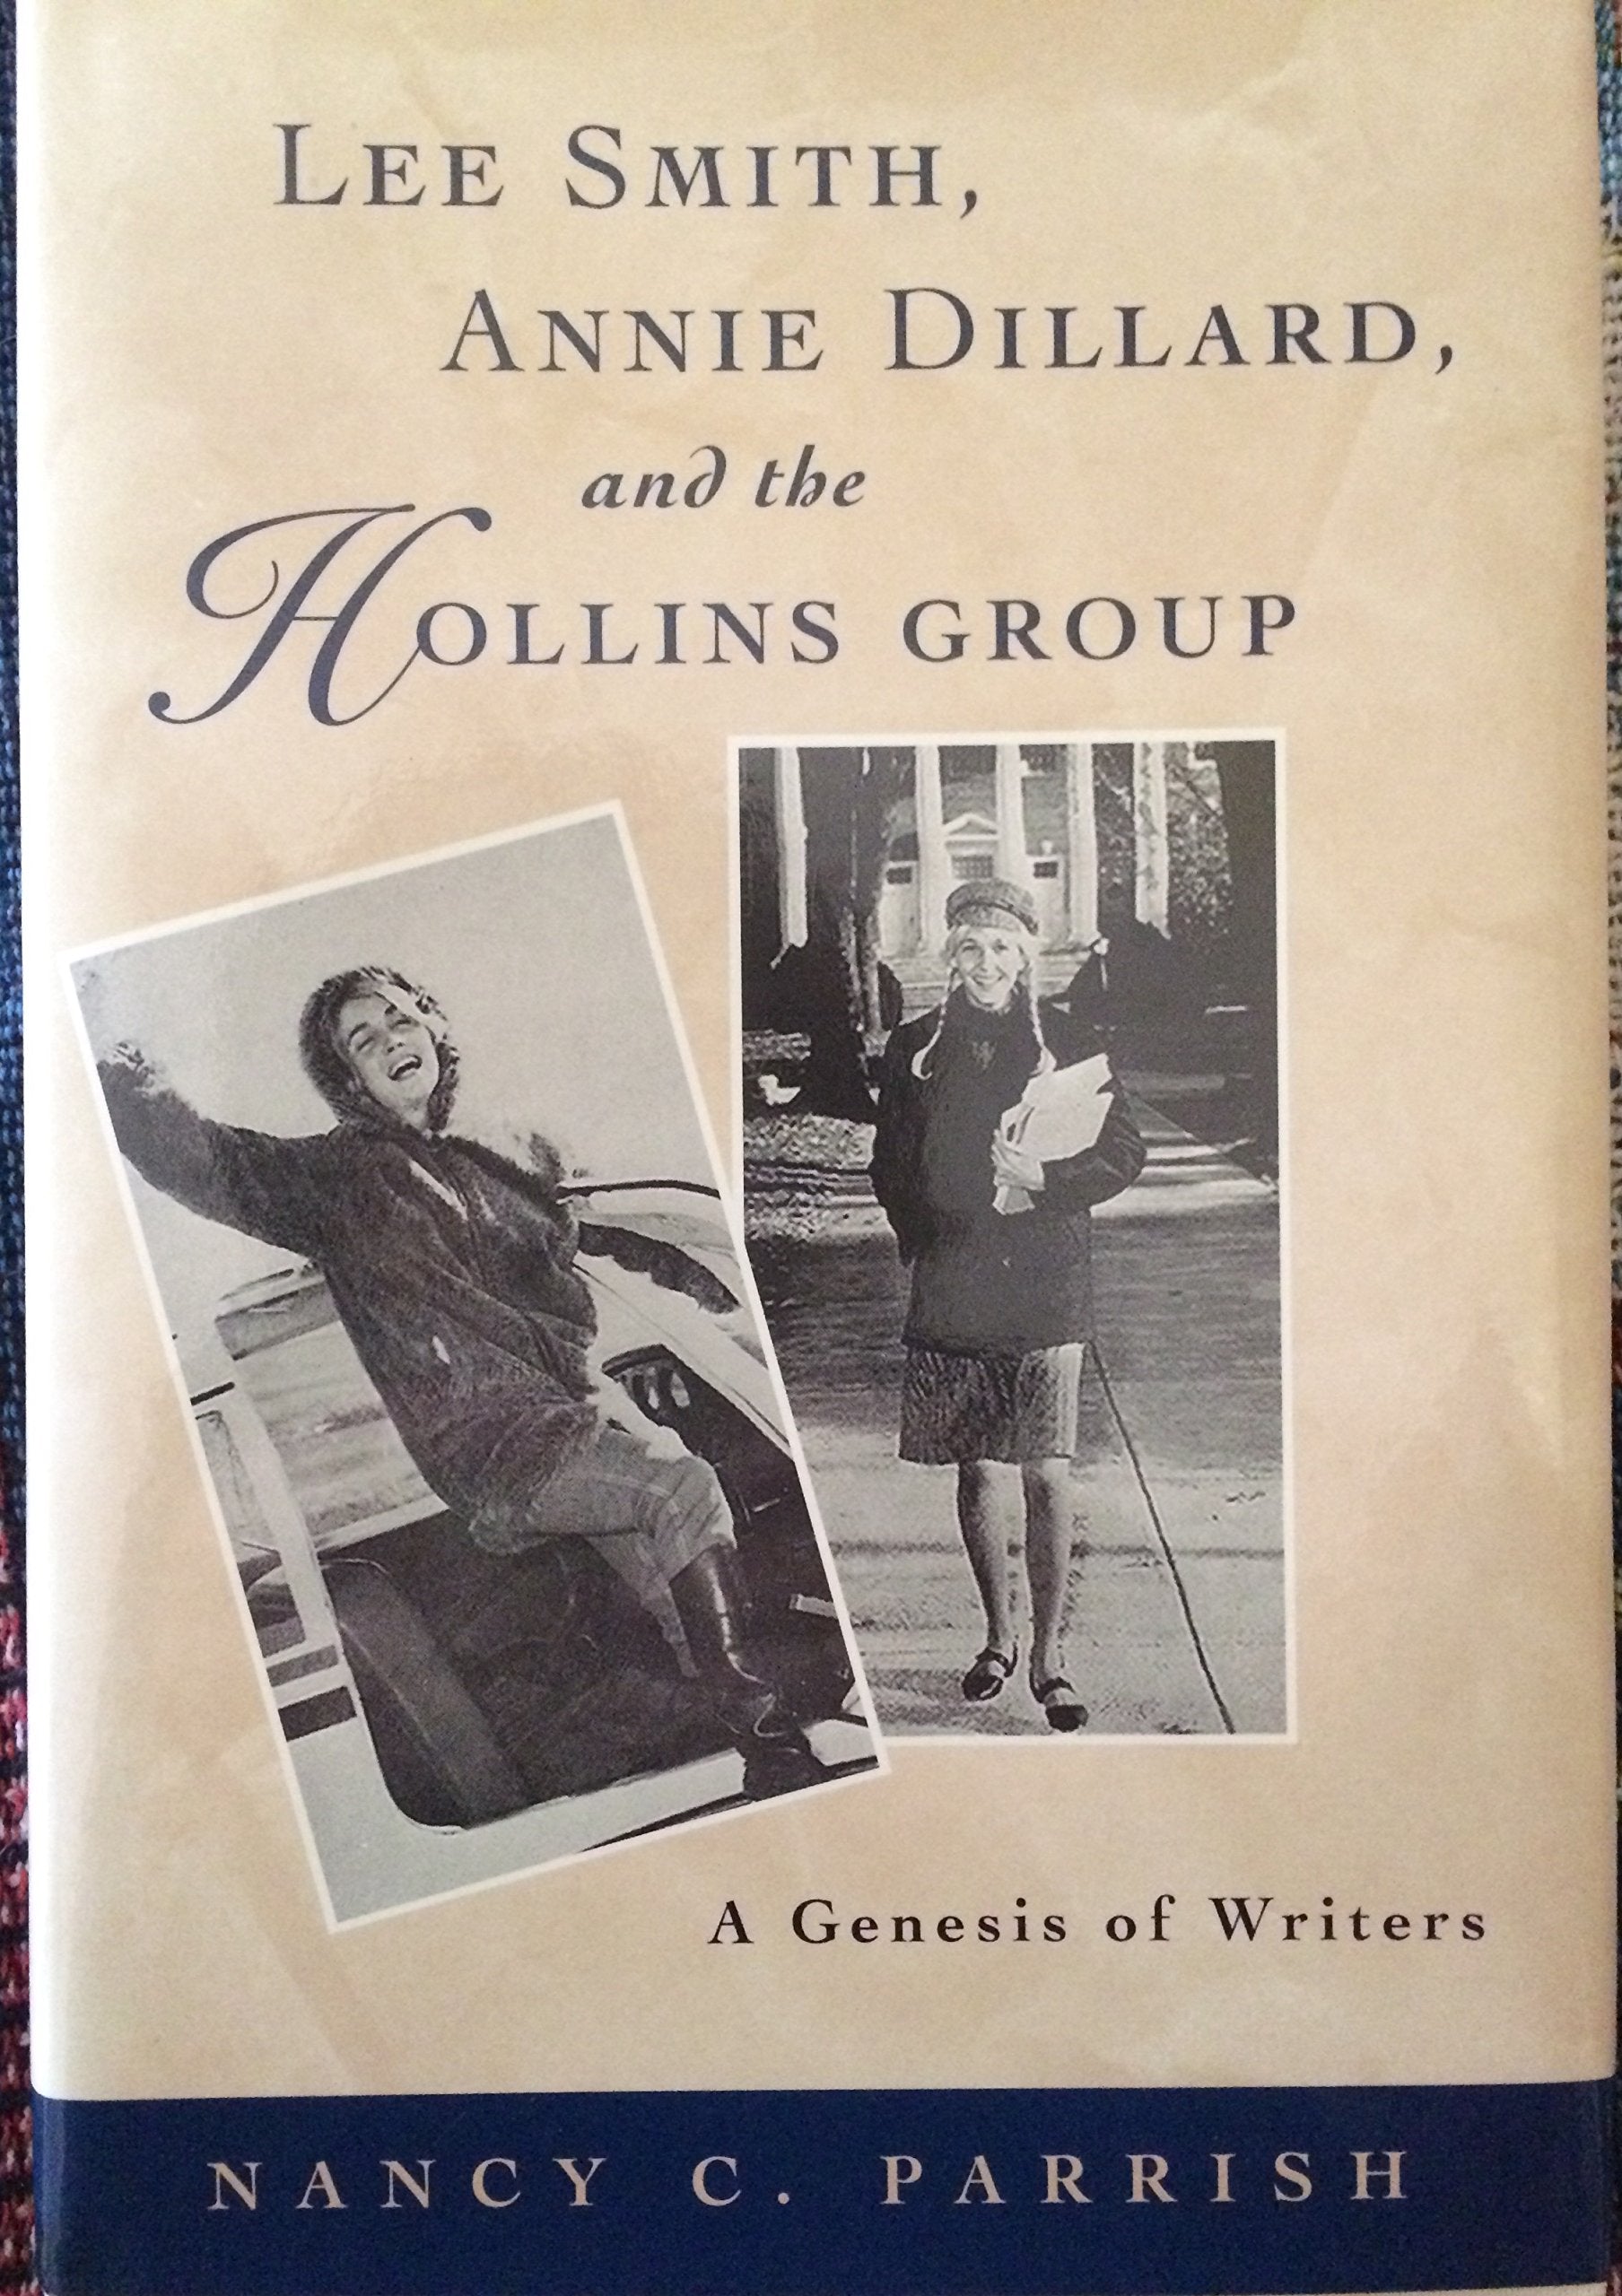 LEE SMITH,
ANNIE DILLARD,
and the
HOLLINS GROUP
A Genesis of Writers
NANCY C. PARRISH